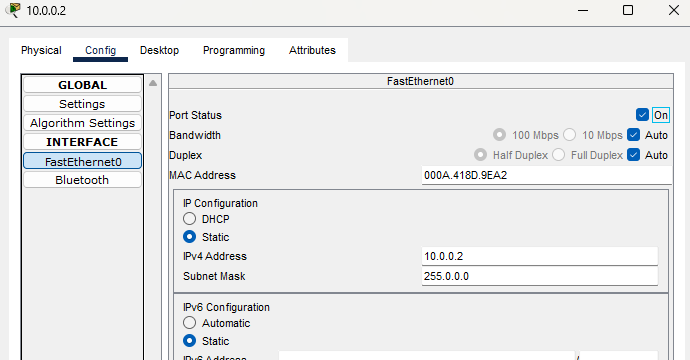 10.0.0.2
Physical Config Desktop Programming Attributes
GLOBAL
Settings
Algorithm Settings
INTERFACE
FastEthernet0
Bluetooth
FastEthernet0
Port Status On
Bandwidth 100 Mbps 10 Mbps Auto
Duplex Half Duplex Full Duplex Auto
MAC Address 000A.418D.9EA2
IP Configuration
DHCP
Static
IPv4 Address 10.0.0.2
Subnet Mask 255.0.0.0
IPv6 Configuration
Automatic
Static
IPv6 Address /